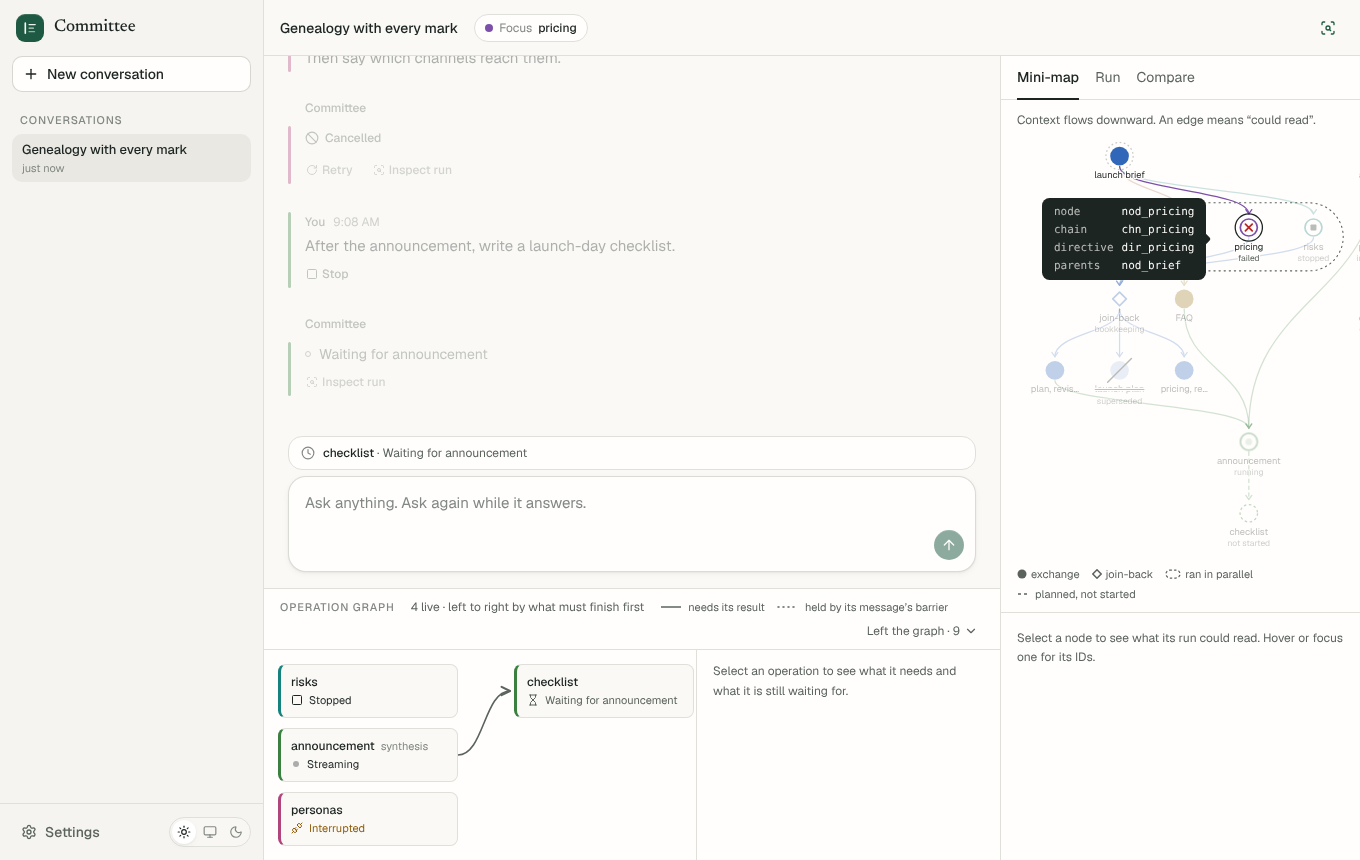 Committee
New conversation
CONVERSATIONS
Genealogy with every mark
just now
Settings
Genealogy with every mark
Focus pricing
Then say which channels reach them.
Committee
Cancelled
Retry Inspect run
You 9:08 AM
After the announcement, write a launch-day checklist.
Stop
Committee
Waiting for announcement
Inspect run
checklist · Waiting for announcement
Ask anything. Ask again while it answers.
OPERATION GRAPH 4 live · left to right by what must finish first needs its result held by its message's barrier
Left the graph · 9
risks
Stopped
announcement synthesis
Streaming
personas
Interrupted
checklist
Waiting for announcement
Select an operation to see what it needs and
what it is still waiting for.
Mini-map Run Compare
Context flows downward. An edge means “could read”.
launch brief
node nod_pricing
chain chn_pricing
directive dir_pricing
parents nod_brief
pricing
failed
risks
stopped
join-back
bookkeeping
FAQ
plan, revis…
launch plan
superseded
pricing, re…
announcement
running
checklist
not started
exchange join-back ran in parallel
planned, not started
Select a node to see what its run could read. Hover or focus
one for its IDs.